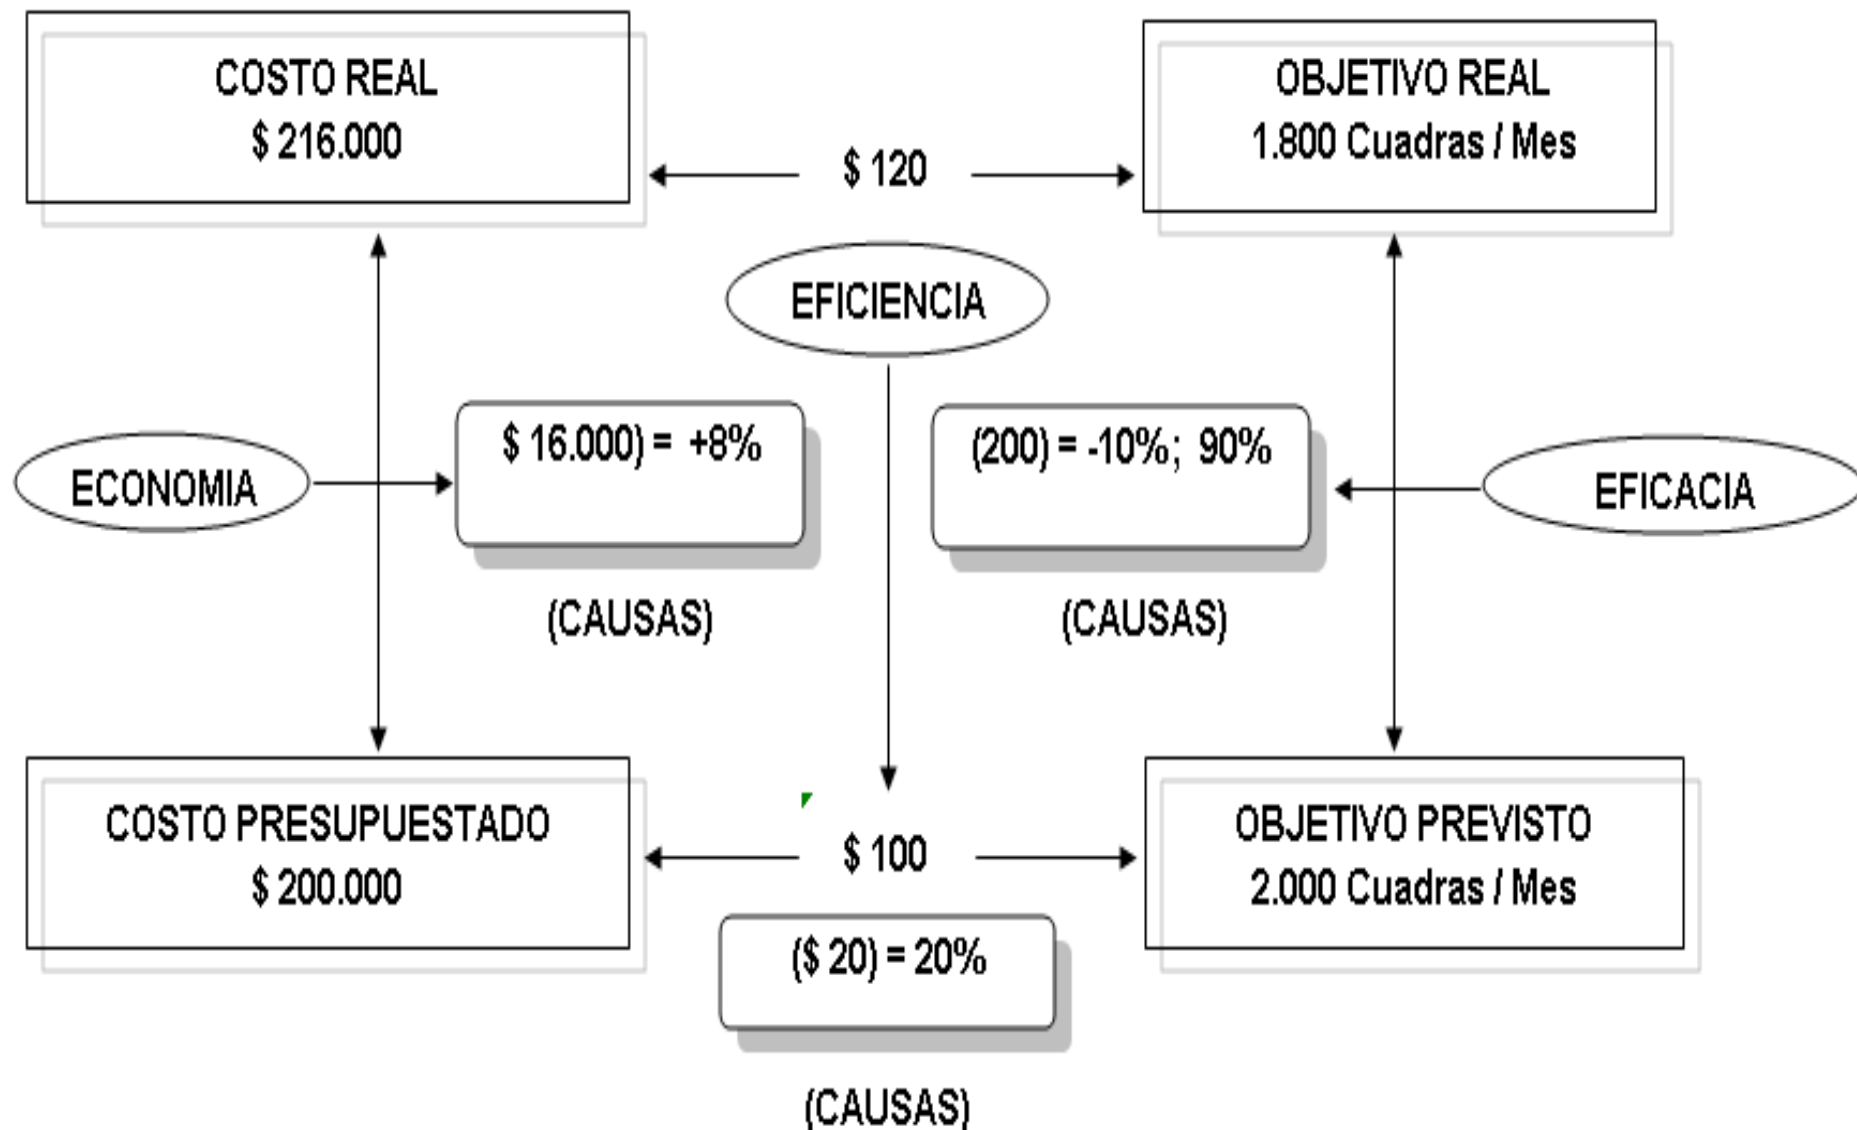 COSTO REAL
$ 216.000
OBJETIVO REAL
1.800 Cuadras / Mes
$ 120
EFICIENCIA
$ 16.000) = +8%
(200) = -10%; 90%
ECONOMIA
EFICACIA
(CAUSAS)
(CAUSAS)
COSTO PRESUPUESTADO
$ 200.000
$ 100
OBJETIVO PREVISTO
2.000 Cuadras / Mes
($ 20) = 20%
(CAUSAS)